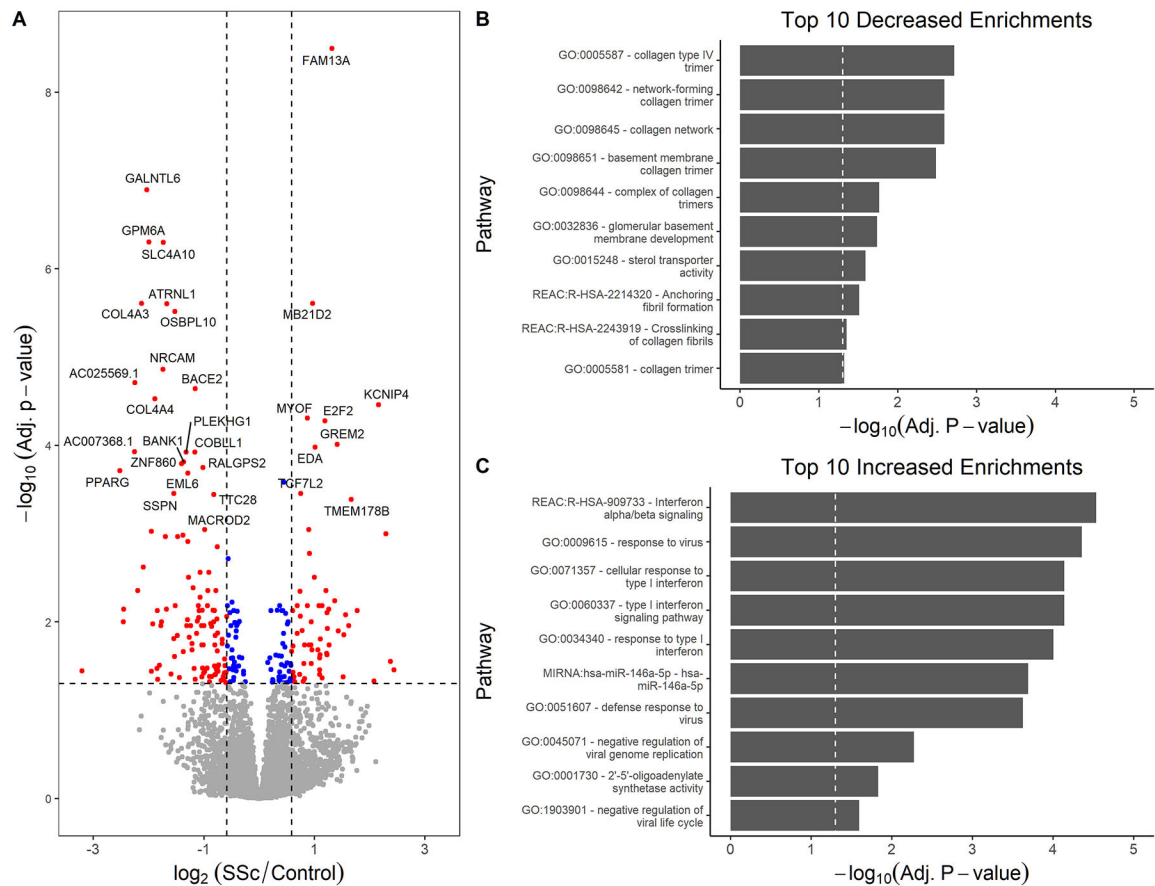 A
FAM13A
8
GALNTL6
GPM6A
SLC4A10
6
ATRNL1
COL4A3
OSBPL10
MB21D2
NRCAM
AC025569.1
BACE2
KCNIP4
COL4A4
MYOF
E2F2
PLEKHG1
GREM2
4
AC007368.1
BANK1
COBLL1
EDA
ZNF860
RALGPS2
PPARG
EML6
TCF7L2
SSPN
TTC28
TMEM178B
MACROD2
2
0
−log10 (Adj. p−value)
-3
-1
1
3
log2 (SSc/Control)
B
Top 10 Decreased Enrichments
Pathway
GO:0005587 - collagen type IV
trimer
GO:0098642 - network-forming
collagen trimer
GO:0098645 - collagen network
GO:0098651 - basement membrane
collagen trimer
GO:0098644 - complex of collagen
trimers
GO:0032836 - glomerular basement
membrane development
GO:0015248 - sterol transporter
activity
REAC:R-HSA-2214320 - Anchoring
fibril formation
REAC:R-HSA-2243919 - Crosslinking
of collagen fibrils
GO:0005581 - collagen trimer
0 1 2 3 4 5
−log10(Adj. P−value)
C
Top 10 Increased Enrichments
Pathway
REAC:R-HSA-909733 - Interferon
alpha/beta signaling
GO:0009615 - response to virus
GO:0071357 - cellular response to
type I interferon
GO:0060337 - type I interferon
signaling pathway
GO:0034340 - response to type I
interferon
MIRNA:hsa-miR-146a-5p - hsa-
miR-146a-5p
GO:0051607 - defense response to
virus
GO:0045071 - negative regulation of
viral genome replication
GO:0001730 - 2'-5'-oligoadenylate
synthetase activity
GO:1903901 - negative regulation of
viral life cycle
0 1 2 3 4 5
−log10(Adj. P−value)